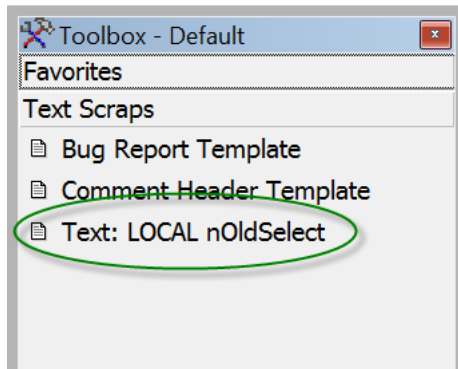 Toolbox - Default
Favorites
Text Scraps
Bug Report Template
Comment Header Template
Text: LOCAL nOldSelect